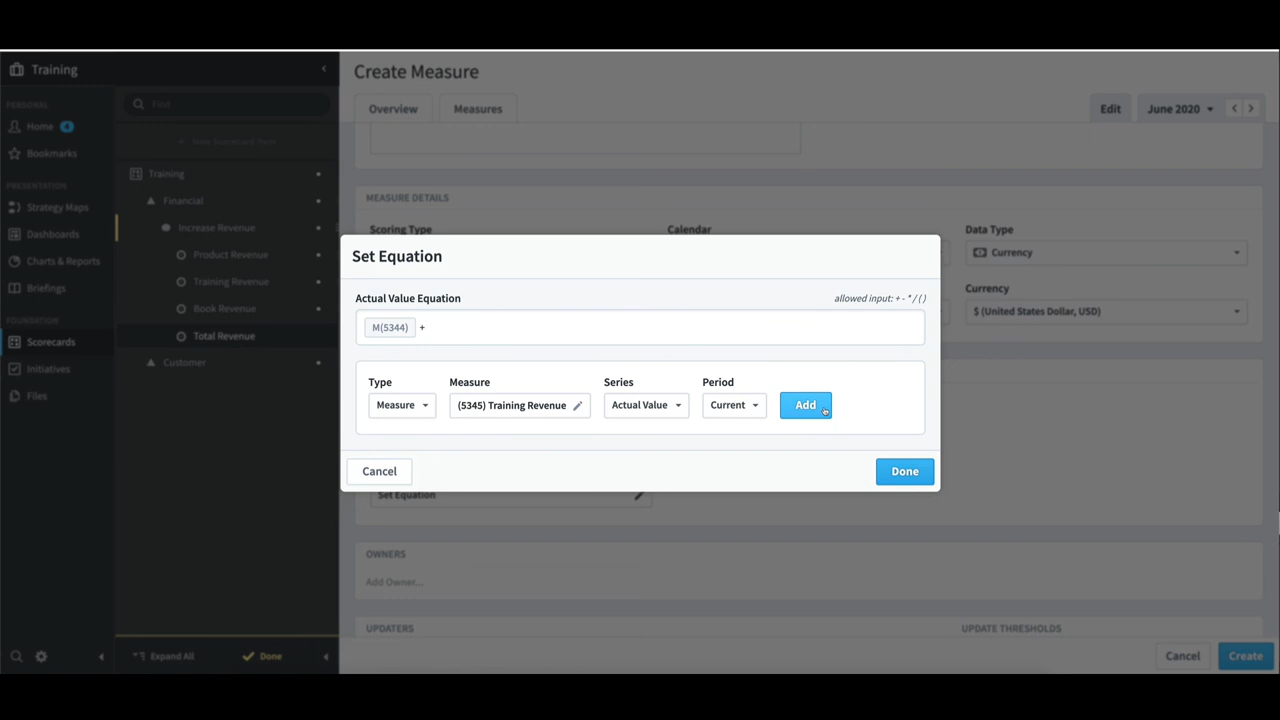 Training
Create Measure
Find
PERSONAL
Overview
Measures
Edit
June 2020
Home 4
+ New Scorecard Item
Bookmarks
Training
PRESENTATION
Financial
MEASURE DETAILS
Strategy Maps
Increase Revenue
Scoring Type
Calendar
Data Type
Dashboards
Product Revenue
Currency
Charts & Reports
Training Revenue
Briefings
Book Revenue
Currency
$ (United States Dollar, USD)
FOUNDATION
Total Revenue
Scorecards
Customer
Initiatives
Files
Set Equation
Actual Value Equation
allowed input: + - * / ( )
M(5344) +
Type
Measure
Series
Period
Measure
(5345) Training Revenue
Actual Value
Current
Add
Cancel
Done
Set Equation
OWNERS
Add Owner...
UPDATERS
UPDATE THRESHOLDS
Expand All
Done
Cancel
Create